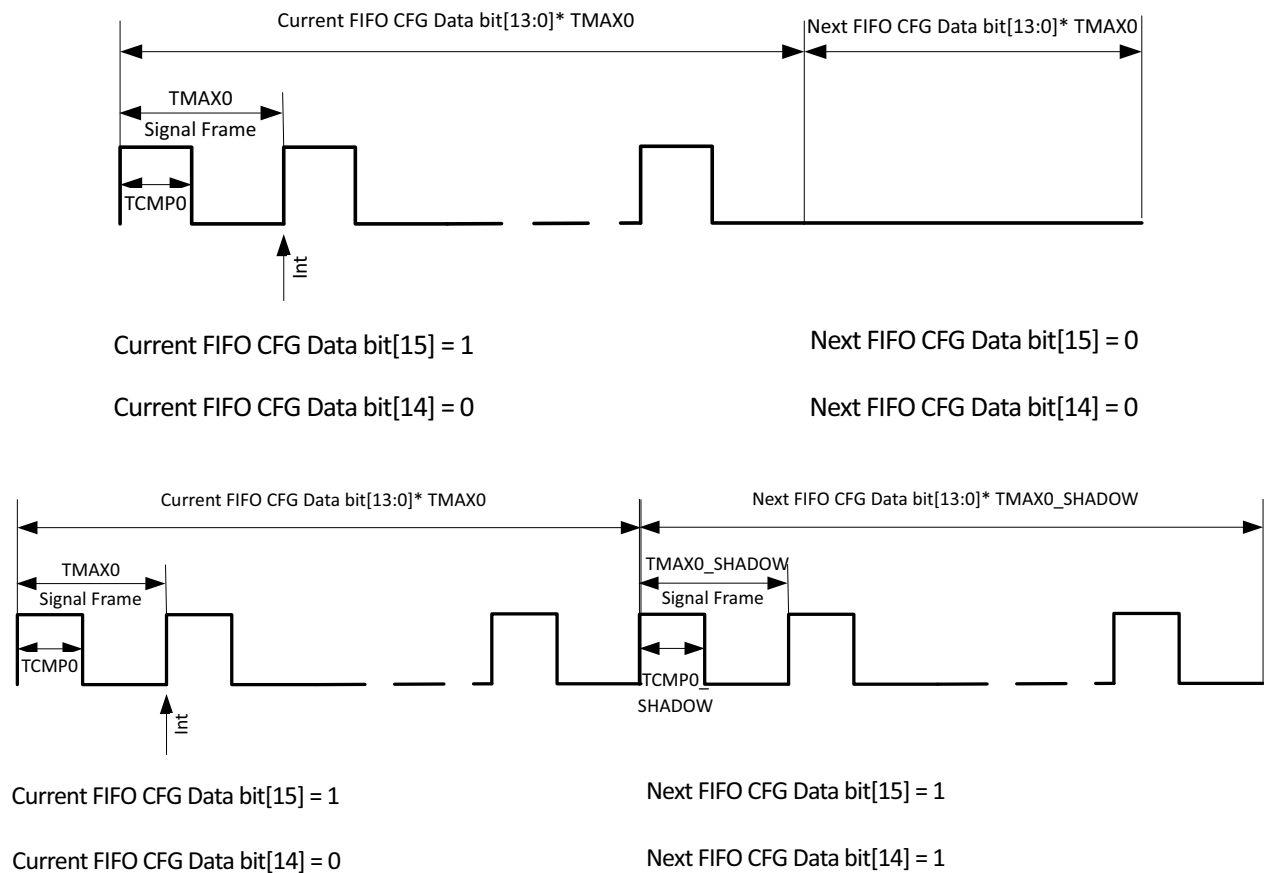 Current FIFO CFG Data bit[13:0]* TMAX0
Next FIFO CFG Data bit[13:0]* TMAX0
TMAX0
Signal Frame
TCMP0
Int
Current FIFO CFG Data bit[15] = 1
Next FIFO CFG Data bit[15] = 0
Current FIFO CFG Data bit[14] = 0
Next FIFO CFG Data bit[14] = 0
Current FIFO CFG Data bit[13:0]* TMAX0
Next FIFO CFG Data bit[13:0]* TMAX0_SHADOW
TMAX0
Signal Frame
TMAX0_SHADOW
Signal Frame
TCMP0
TCMP0_
SHADOW
Int
Current FIFO CFG Data bit[15] = 1
Next FIFO CFG Data bit[15] = 1
Current FIFO CFG Data bit[14] = 0
Next FIFO CFG Data bit[14] = 1